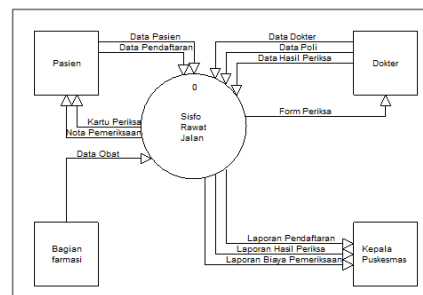 Data Pasien
Data Pendaftaran
Data Dokter
Data Poli
Data Hasil Periksa
Pasien
Dokter
0
Sisfo
Rawat
Jalan
Kartu Periksa
Nota Pemeriksaan
Form Periksa
Data Obat
Bagian
farmasi
Laporan Pendaftaran
Laporan Hasil Periksa
Laporan Biaya Pemeriksaan
Kepala
Puskesmas